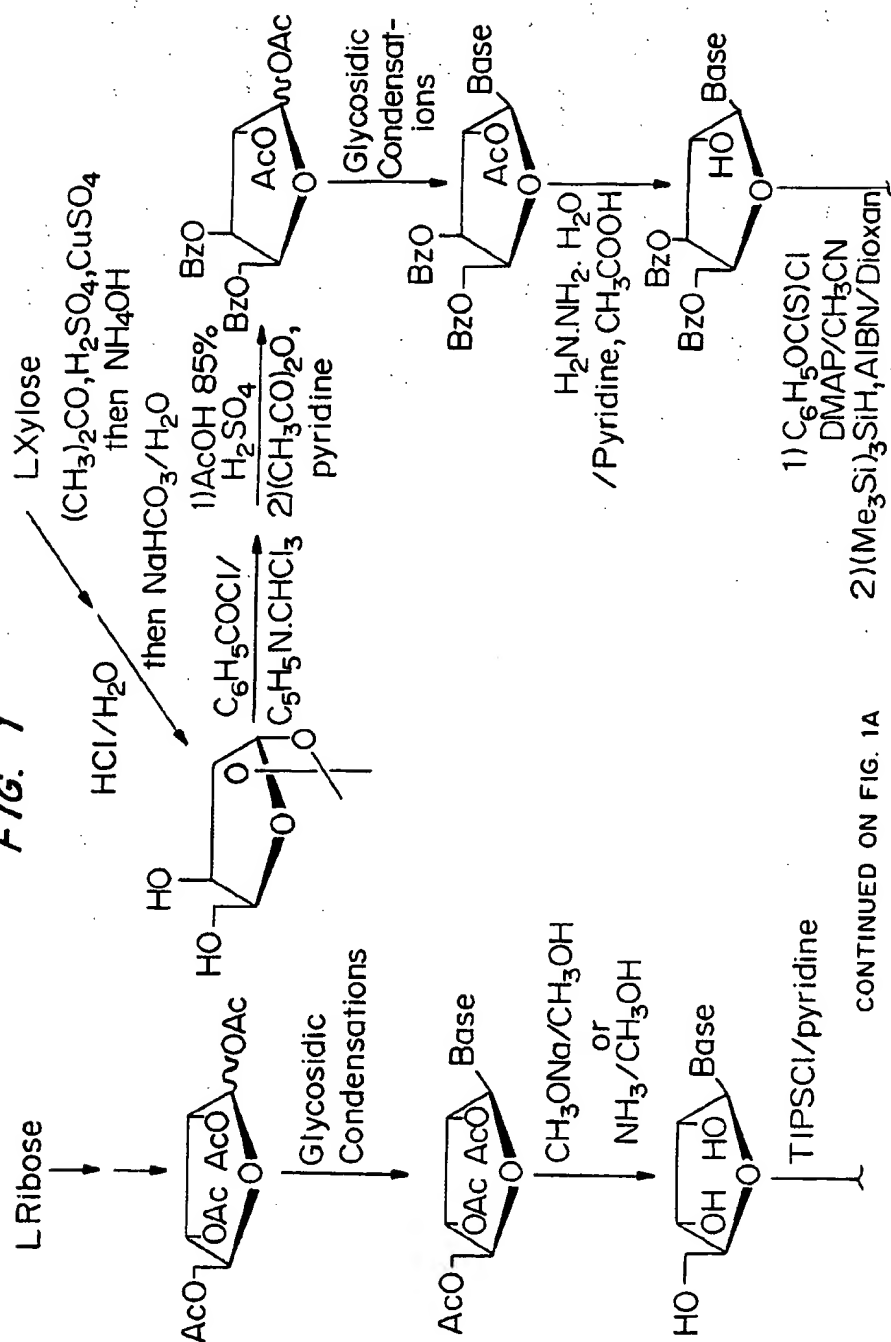 FIG. 1
L Ribose
AcO
OAc AcO
OAc
O
Glycosidic
Condensations
AcO
OAc AcO
Base
O
CH3ONa/CH3OH
or
NH3/CH3OH
HO
OH HO
Base
O
TIPSCl/pyridine
L Xylose
(CH3)2CO, H2SO4, CuSO4
then NH4OH
HCl/H2O
then NaHCO3/H2O
HO
HO
O
O
O
C6H5COCl/
C5H5N.CHCl3
1) AcOH 85%
H2SO4
2) (CH3CO)2O,
pyridine
BzO
BzO
AcO
OAc
O
Glycosidic
Condensat-
ions
BzO
BzO
AcO
Base
O
H2N.NH2.H2O
/Pyridine, CH3COOH
BzO
BzO
HO
Base
O
1) C6H5OC(S)Cl
DMAP/CH3CN
2) (Me3Si)3SiH, AIBN/Dioxan
CONTINUED ON FIG. 1A